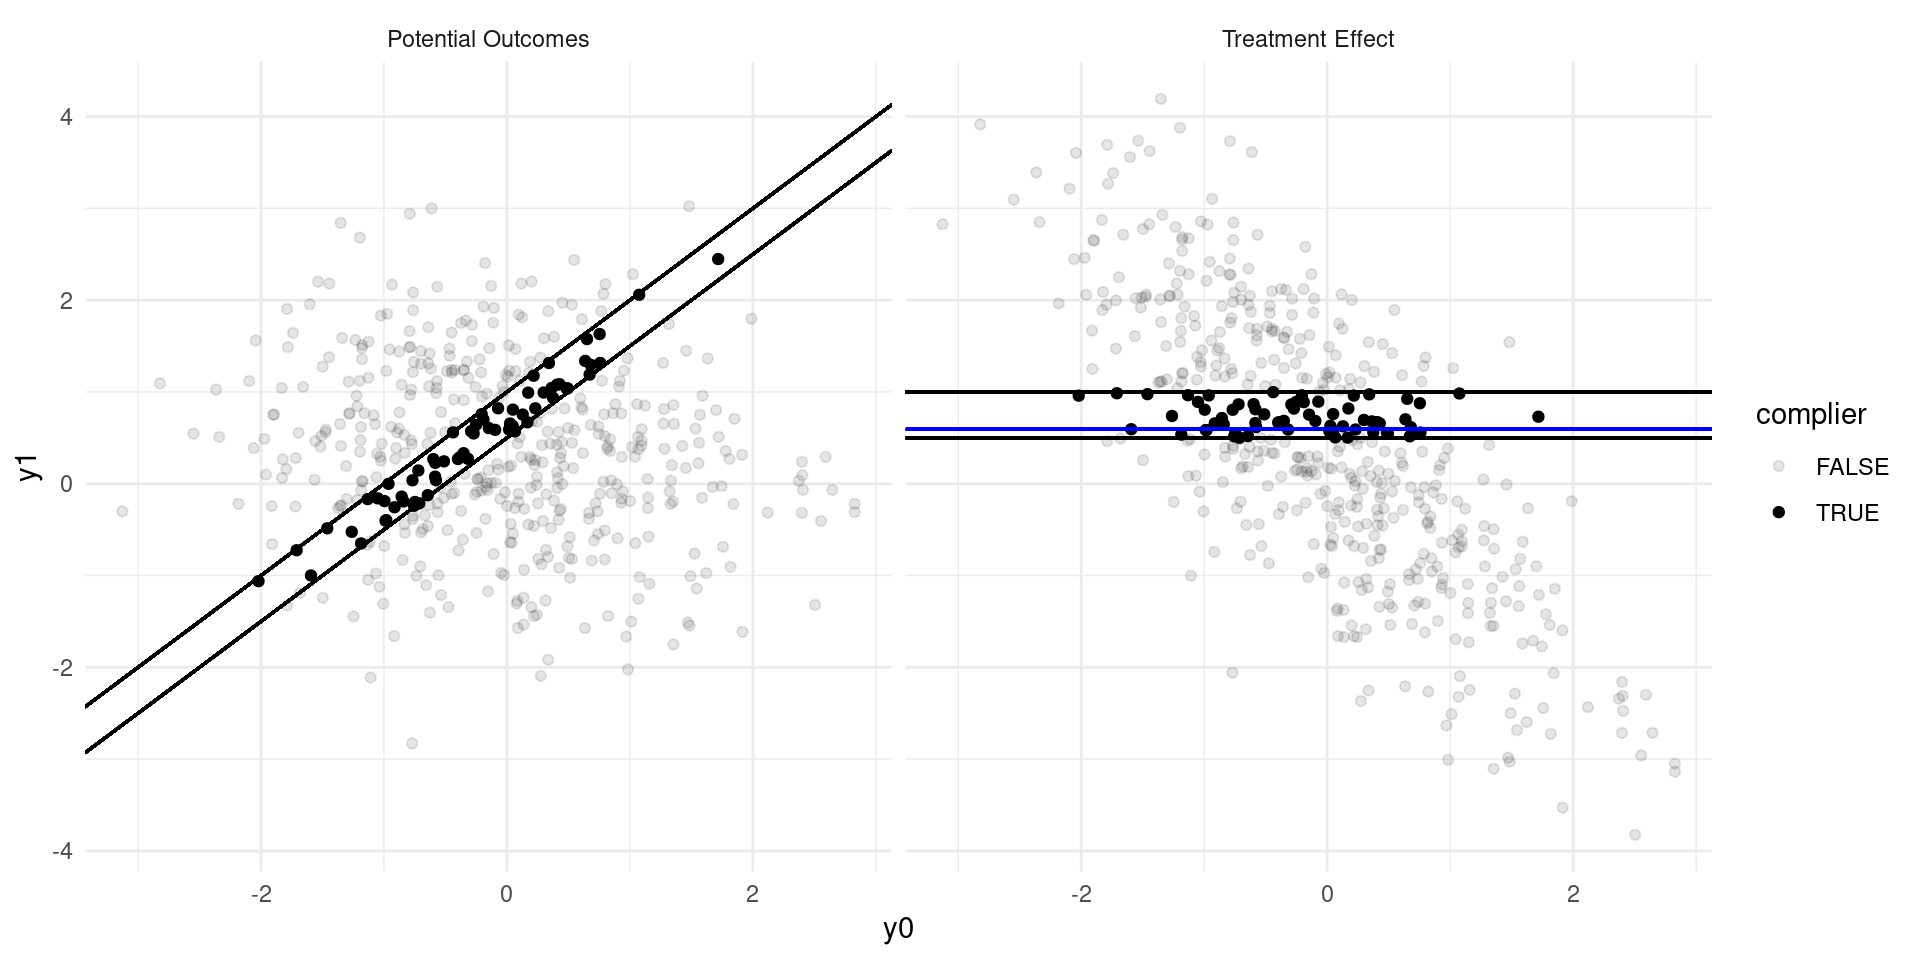 Potential Outcomes
Treatment Effect
4
2
0
-2
-4
y1
-2
0
2
-2
0
2
y0
complier
FALSE
TRUE